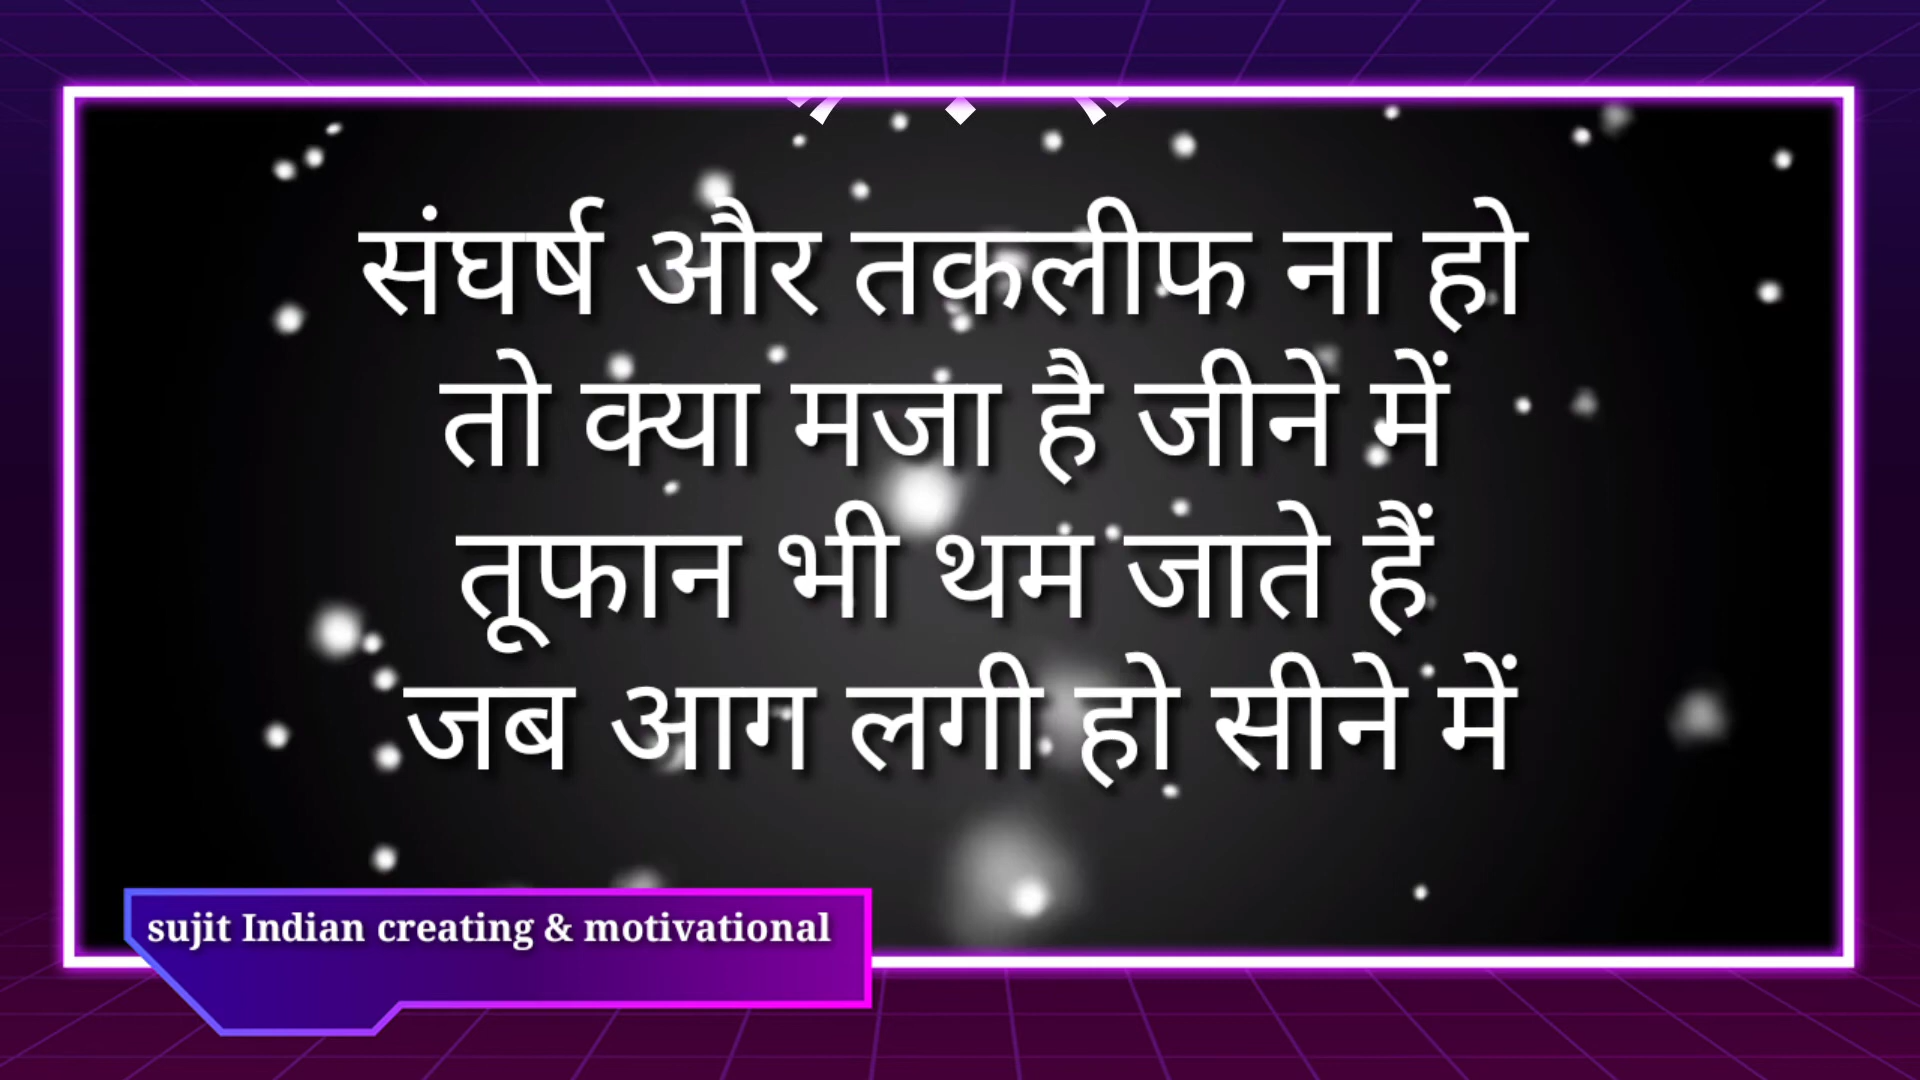 संघर्ष और तकलीफ ना हो
तो क्या मजा है जीने में
तूफान भी थम जाते हैं
जब आग लगी हो सीने में
sujit Indian creating & motivational